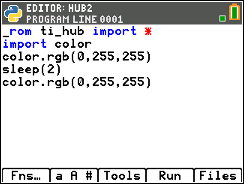 EDITOR: HUB2
PROGRAM LINE 0001
_rom ti_hub import *
import color
color.rgb(0,255,255)
sleep(2)
color.rgb(0,255,255)
Fns… a A # Tools Run Files